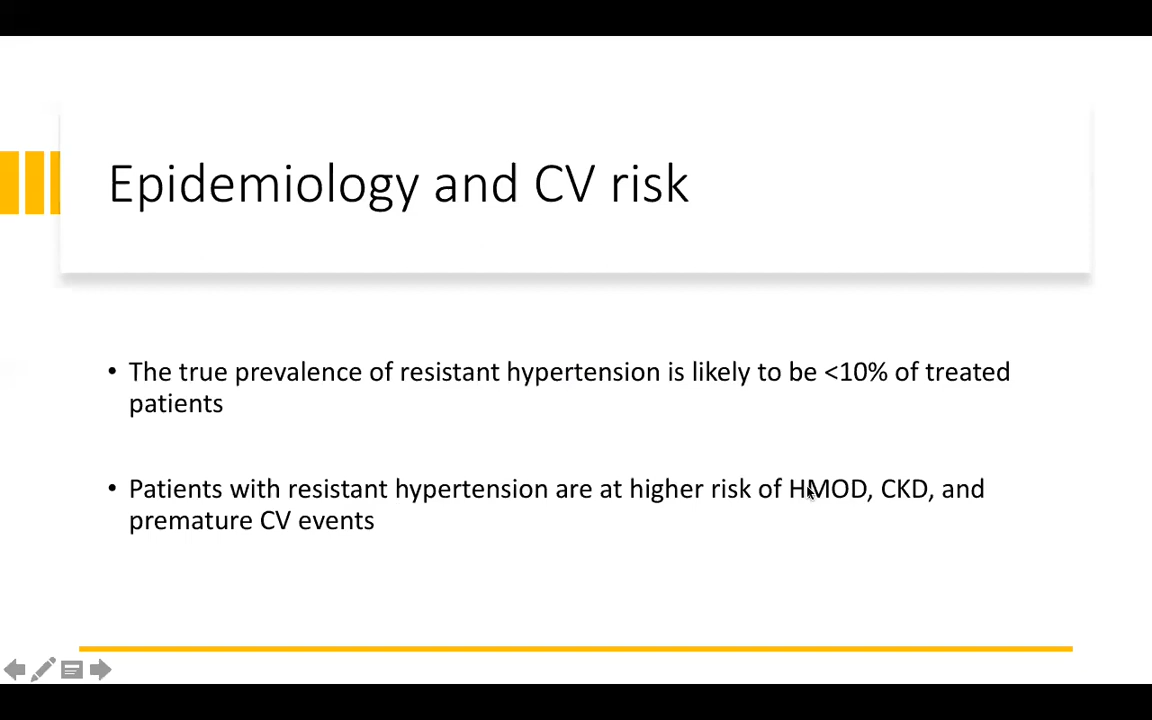 Epidemiology and CV risk
• The true prevalence of resistant hypertension is likely to be <10% of treated
patients
• Patients with resistant hypertension are at higher risk of HMOD, CKD, and
premature CV events